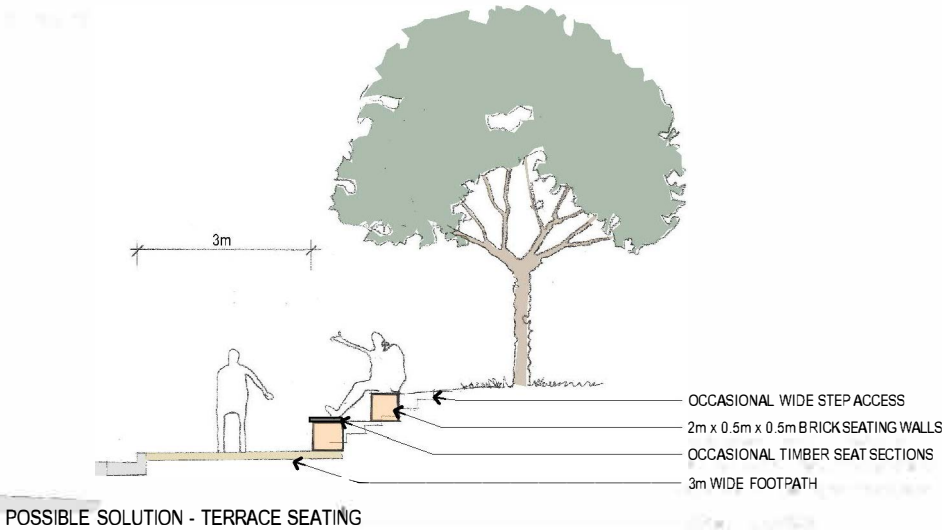 3m
OCCASIONAL WIDE STEP ACCESS
2m x 0.5m x 0.5m BRICK SEATING WALLS
OCCASIONAL TIMBER SEAT SECTIONS
3m WIDE FOOTPATH
POSSIBLE SOLUTION - TERRACE SEATING